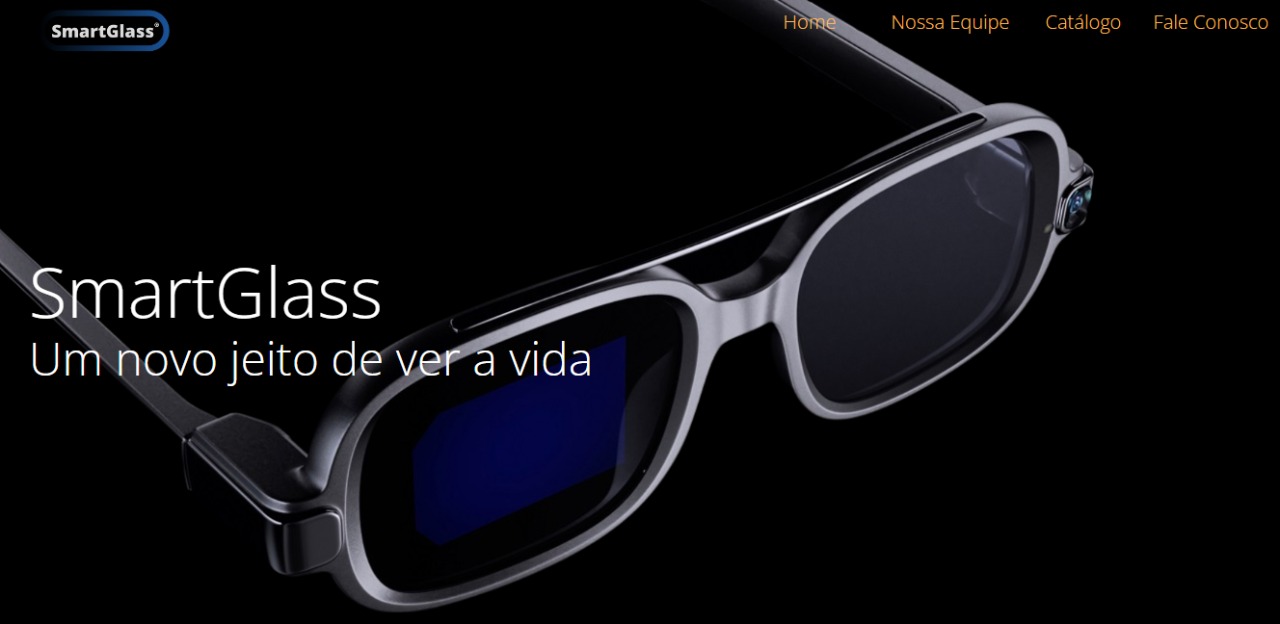 SmartGlass®
Home Nossa Equipe Catálogo Fale Conosco
SmartGlass
Um novo jeito de ver a vida